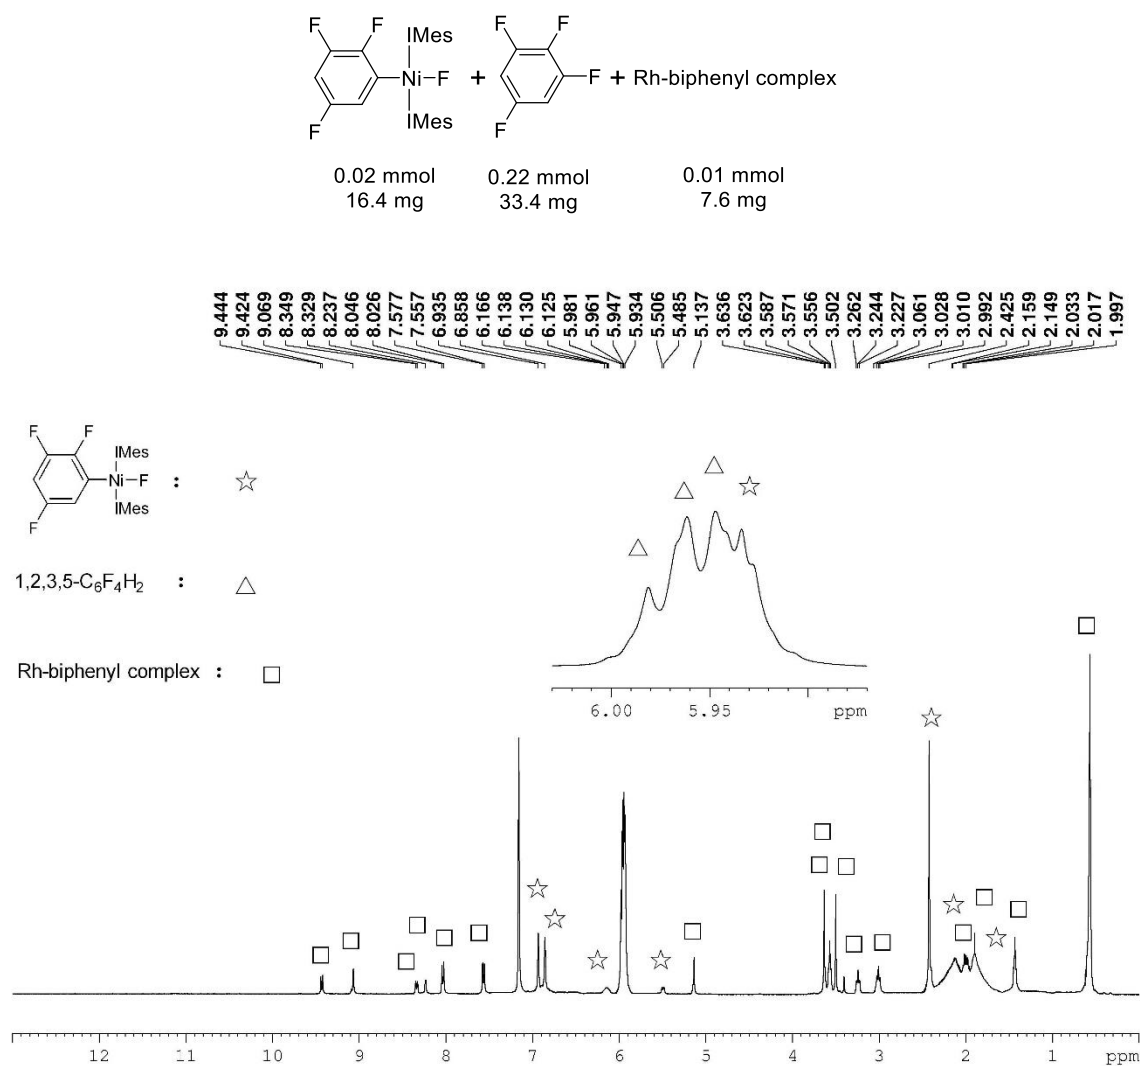 F F IMes
Ni F
F IMes
+
F F
F
F
+ Rh-biphenyl complex
0.02 mmol 0.22 mmol 0.01 mmol
16.4 mg 33.4 mg 7.6 mg
9.444
9.424
9.069
8.349
8.329
8.237
8.046
8.026
7.577
7.557
6.935
6.858
6.166
6.138
6.130
6.125
5.981
5.961
5.947
5.934
5.506
5.485
5.137
3.636
3.623
3.587
3.571
3.556
3.502
3.262
3.244
3.227
3.061
3.028
3.010
2.992
2.425
2.159
2.149
2.033
2.017
1.997
F F IMes
Ni F :
F IMes
1,2,3,5-C6F4H2 :
Rh-biphenyl complex :
6.00 5.95 ppm
12 11 10 9 8 7 6 5 4 3 2 1 ppm